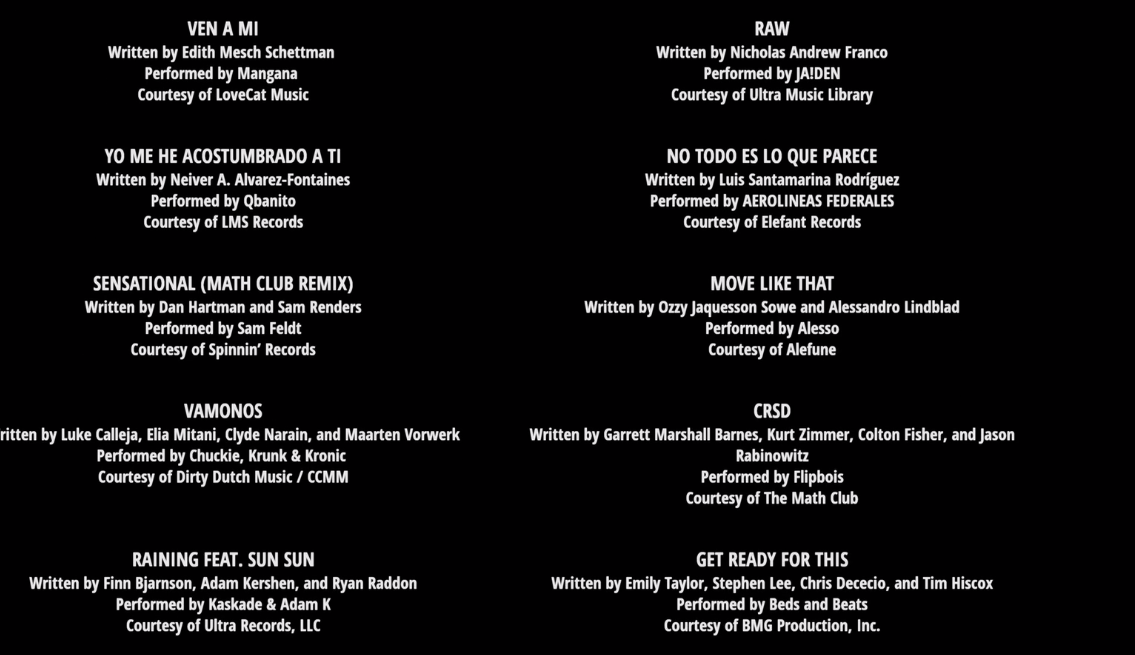 VEN A MI
Written by Edith Mesch Schettman
Performed by Mangana
Courtesy of LoveCat Music
YO ME HE ACOSTUMBRADO A TI
Written by Neiver A. Alvarez-Fontaines
Performed by Qbanito
Courtesy of LMS Records
SENSATIONAL (MATH CLUB REMIX)
Written by Dan Hartman and Sam Renders
Performed by Sam Feldt
Courtesy of Spinnin’ Records
VAMONOS
ritten by Luke Calleja, Elia Mitani, Clyde Narain, and Maarten Vorwerk
Performed by Chuckie, Krunk & Kronic
Courtesy of Dirty Dutch Music / CCMM
RAINING FEAT. SUN SUN
Written by Finn Bjarnson, Adam Kershen, and Ryan Raddon
Performed by Kaskade & Adam K
Courtesy of Ultra Records, LLC
RAW
Written by Nicholas Andrew Franco
Performed by JA!DEN
Courtesy of Ultra Music Library
NO TODO ES LO QUE PARECE
Written by Luis Santamarina Rodríguez
Performed by AEROLINEAS FEDERALES
Courtesy of Elefant Records
MOVE LIKE THAT
Written by Ozzy Jaquesson Sowe and Alessandro Lindblad
Performed by Alesso
Courtesy of Alefune
CRSD
Written by Garrett Marshall Barnes, Kurt Zimmer, Colton Fisher, and Jason
Rabinowitz
Performed by Flipbois
Courtesy of The Math Club
GET READY FOR THIS
Written by Emily Taylor, Stephen Lee, Chris Dececio, and Tim Hiscox
Performed by Beds and Beats
Courtesy of BMG Production, Inc.